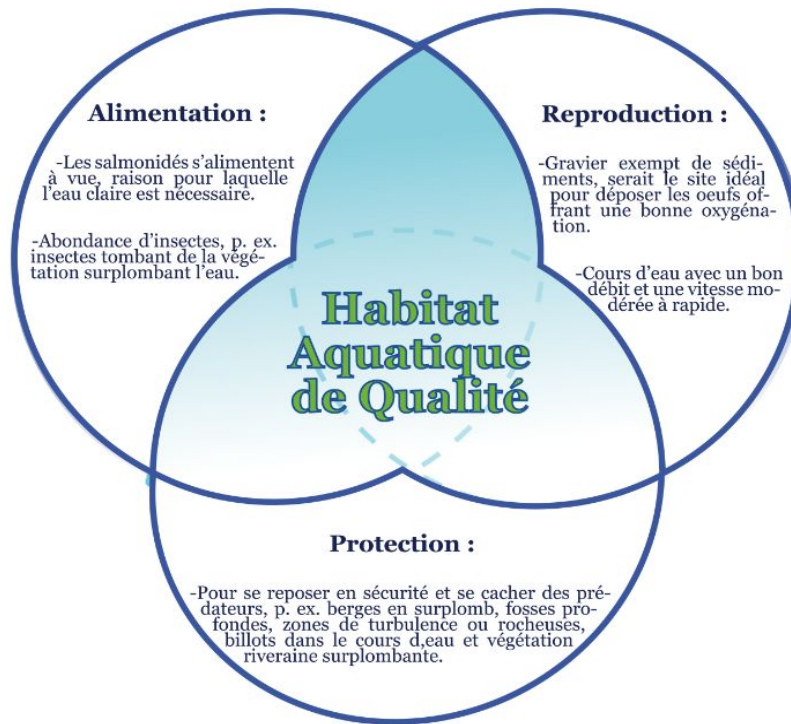 Alimentation :
-Les salmonidés s'alimentent
à vue, raison pour laquelle
l'eau claire est nécessaire.
-Abondance d'insectes, p. ex.
insectes tombant de la végé-
tation surplombant l'eau.
Reproduction :
-Gravier exempt de sédi-
ments, serait le site idéal
pour déposer les oeufs of-
frant une bonne oxygéna-
tion.
-Cours d'eau avec un bon
débit et une vitesse mo-
dérée à rapide.
Habitat
Aquatique
de Qualité
Protection :
-Pour se reposer en sécurité et se cacher des pré-
dateurs, p. ex. berges en surplomb, fosses pro-
fondes, zones de turbulence ou rocheuses,
billots dans le cours d,eau et végétation
riveraine surplombante.